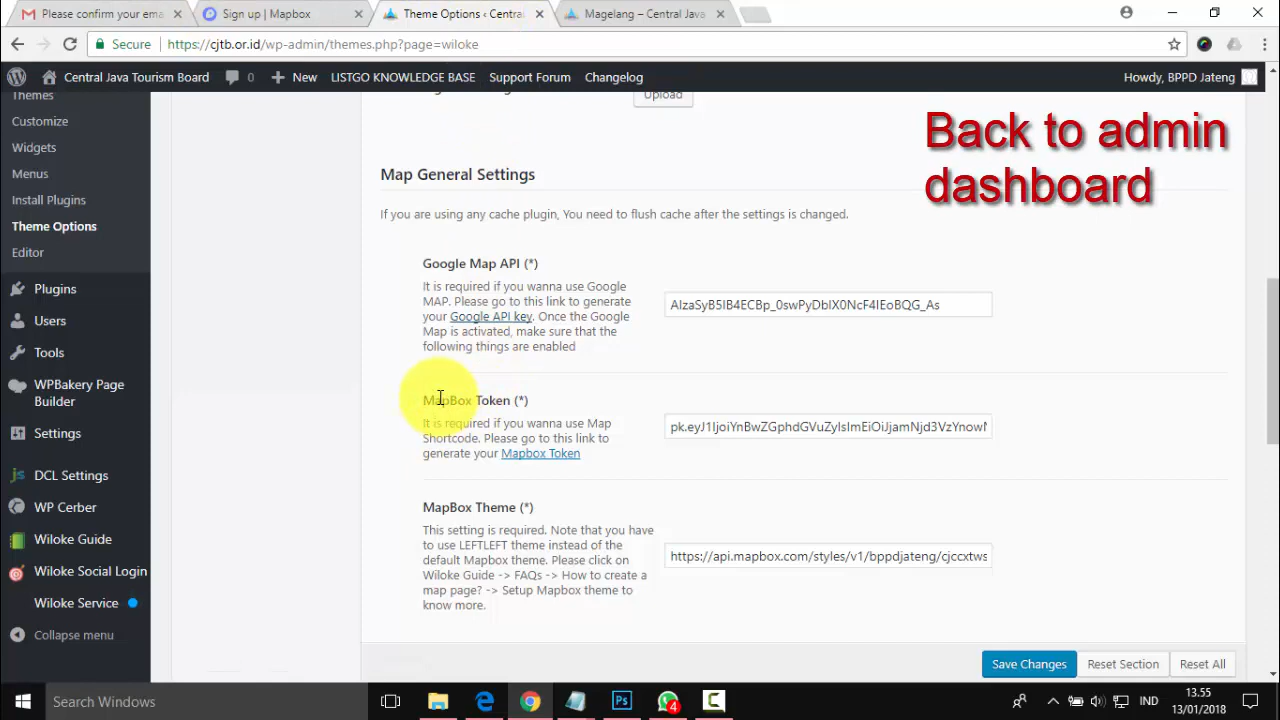 Please confirm your ema
Sign up | Mapbox
Theme Options ‹ Centra
Magelang – Central Java
Secure
https://cjtb.or.id/wp-admin/themes.php?page=wiloke
Central Java Tourism Board
0
New
LISTGO KNOWLEDGE BASE
Support Forum
Changelog
Howdy, BPPD Jateng
Themes
Customize
Widgets
Menus
Install Plugins
Theme Options
Editor
Plugins
Users
Tools
WPBakery Page
Builder
Settings
DCL Settings
WP Cerber
Wiloke Guide
Wiloke Social Login
Wiloke Service
Collapse menu
Upload
Back to admin
dashboard
Map General Settings
If you are using any cache plugin, You need to flush cache after the settings is changed.
Google Map API (*)
It is required if you wanna use Google
MAP. Please go to this link to generate
your Google API key. Once the Google
Map is activated, make sure that the
following things are enabled
AIzaSyB5IB4ECBp_0swPyDbIX0NcF4IEoBQG_As
MapBox Token (*)
It is required if you wanna use Map
Shortcode. Please go to this link to
generate your Mapbox Token
pk.eyJ1IjoiYnBwZGphdGVuZyIsImEiOiJjamNjd3VzYnowN
MapBox Theme (*)
This setting is required. Note that you have
to use LEFTLEFT theme instead of the
default Mapbox theme. Please click on
Wiloke Guide -> FAQs -> How to create a
map page? -> Setup Mapbox theme to
know more.
https://api.mapbox.com/styles/v1/bppdjateng/cjccxtws
Save Changes
Reset Section
Reset All
Search Windows
4
IND
13.55
13/01/2018